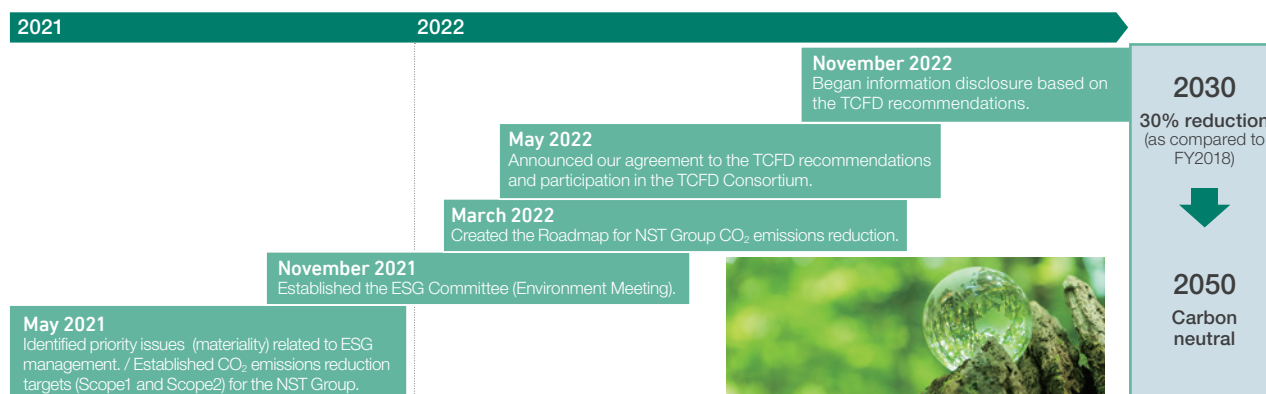 2021
2022
November 2022
Began information disclosure based on
the TCFD recommendations.
May 2022
Announced our agreement to the TCFD recommendations
and participation in the TCFD Consortium.
March 2022
Created the Roadmap for NST Group CO₂ emissions reduction.
November 2021
Established the ESG Committee (Environment Meeting).
May 2021
Identified priority issues (materiality) related to ESG
management. / Established CO₂ emissions reduction
targets (Scope1 and Scope2) for the NST Group.
2030
30% reduction
(as compared to
FY2018)
2050
Carbon
neutral